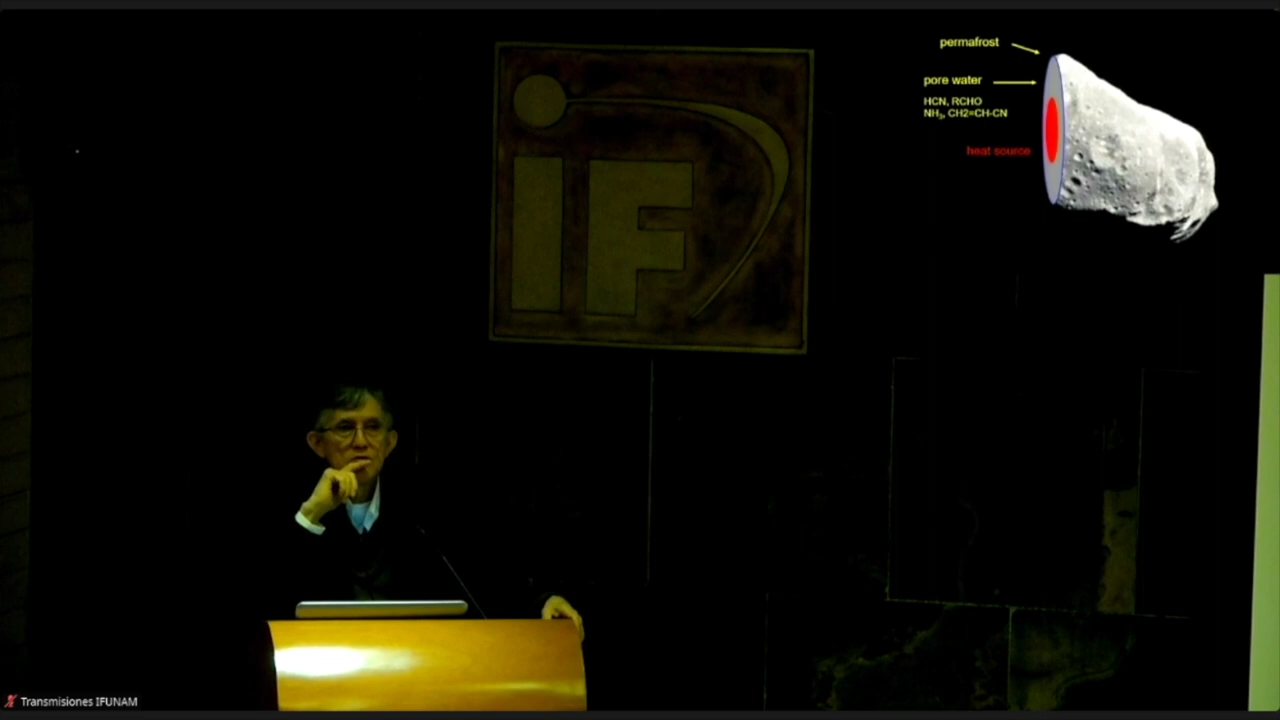 permafrost
pore water
HCN, RCHO
NH₃, CH2=CH-CN
heat source
iF
Transmisiones IFUNAM